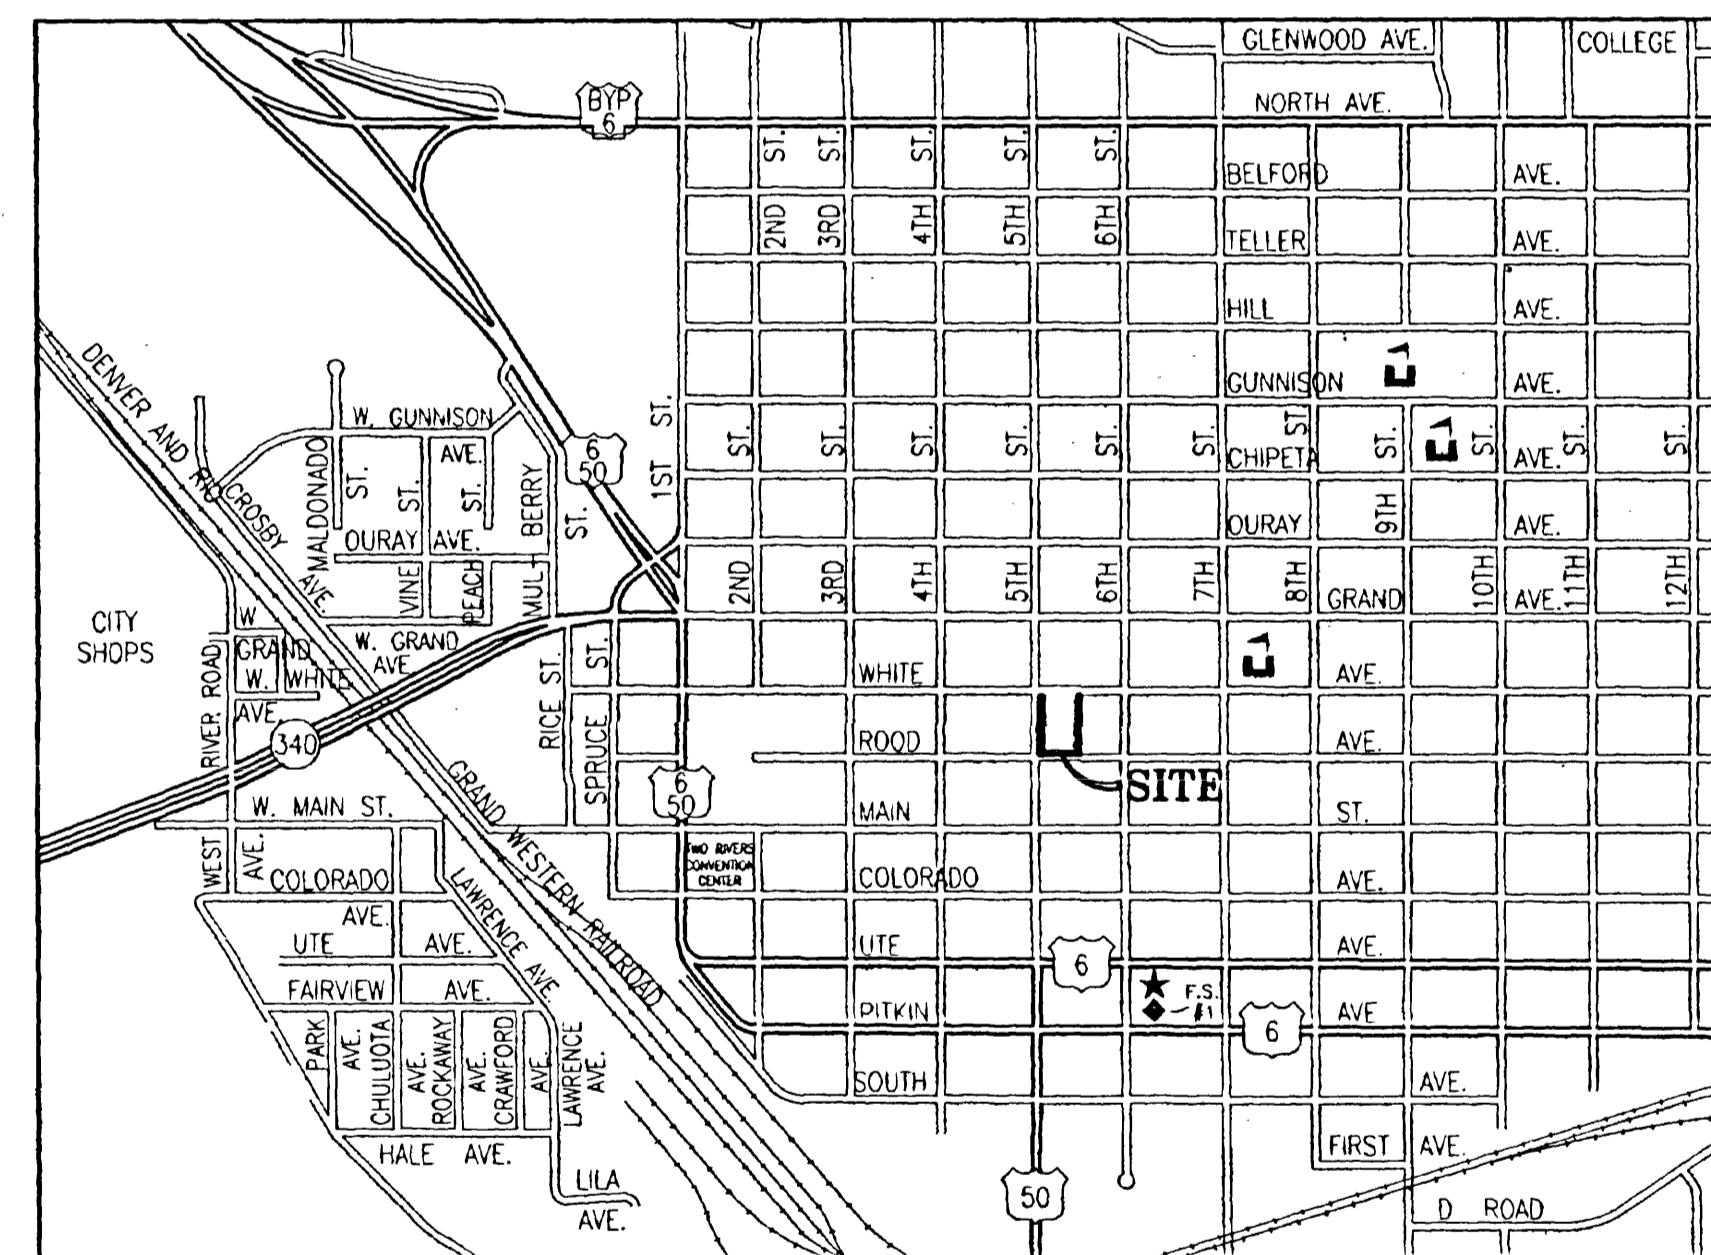 GLENWOOD AVE.
COLLEGE
BYP
6
NORTH AVE.
ST.
ST.
ST.
ST.
ST.
BELFORD
AVE.
2ND
3RD
4TH
5TH
6TH
TELLER
AVE.
HILL
AVE.
DENVER AND RIO
GRAND WESTERN RAILROAD
GUNNISON
AVE.
W. GUNNISON
AVE.
1ST ST.
6
50
MALDONADO
ST.
ST.
ST.
MUL-BERRY
ST.
ST.
ST.
ST.
ST.
ST.
ST.
CHIPETA
ST.
ST.
ST.
AVE.
ST.
ST.
CROSBY
AVE.
OURAY AVE.
OURAY
9TH
AVE.
VINE
PEACH
2ND
3RD
4TH
5TH
6TH
7TH
8TH
GRAND
10TH
AVE.
11TH
12TH
CITY
SHOPS
W
GRAND
W. GRAND
AVE
W. WHITE
AVE.
RIVER ROAD
340
RICE ST.
SPRUCE ST.
WHITE
AVE.
ROOD
AVE.
6
50
SITE
W. MAIN ST.
MAIN
ST.
WEST
AVE.
TWO RIVERS
CONVENTION
CENTER
COLORADO
AVE.
COLORADO
AVE.
LAWRENCE AVE.
UTE
AVE.
UTE
AVE.
6
FAIRVIEW
AVE.
F.S.
#1
PITKIN
AVE
6
PARK
AVE.
CHULUOTA
AVE.
ROCKAWAY
AVE.
CRAWFORD
AVE.
LAWRENCE
AVE.
SOUTH
AVE.
HALE AVE.
FIRST
AVE.
LILA
AVE.
50
D ROAD